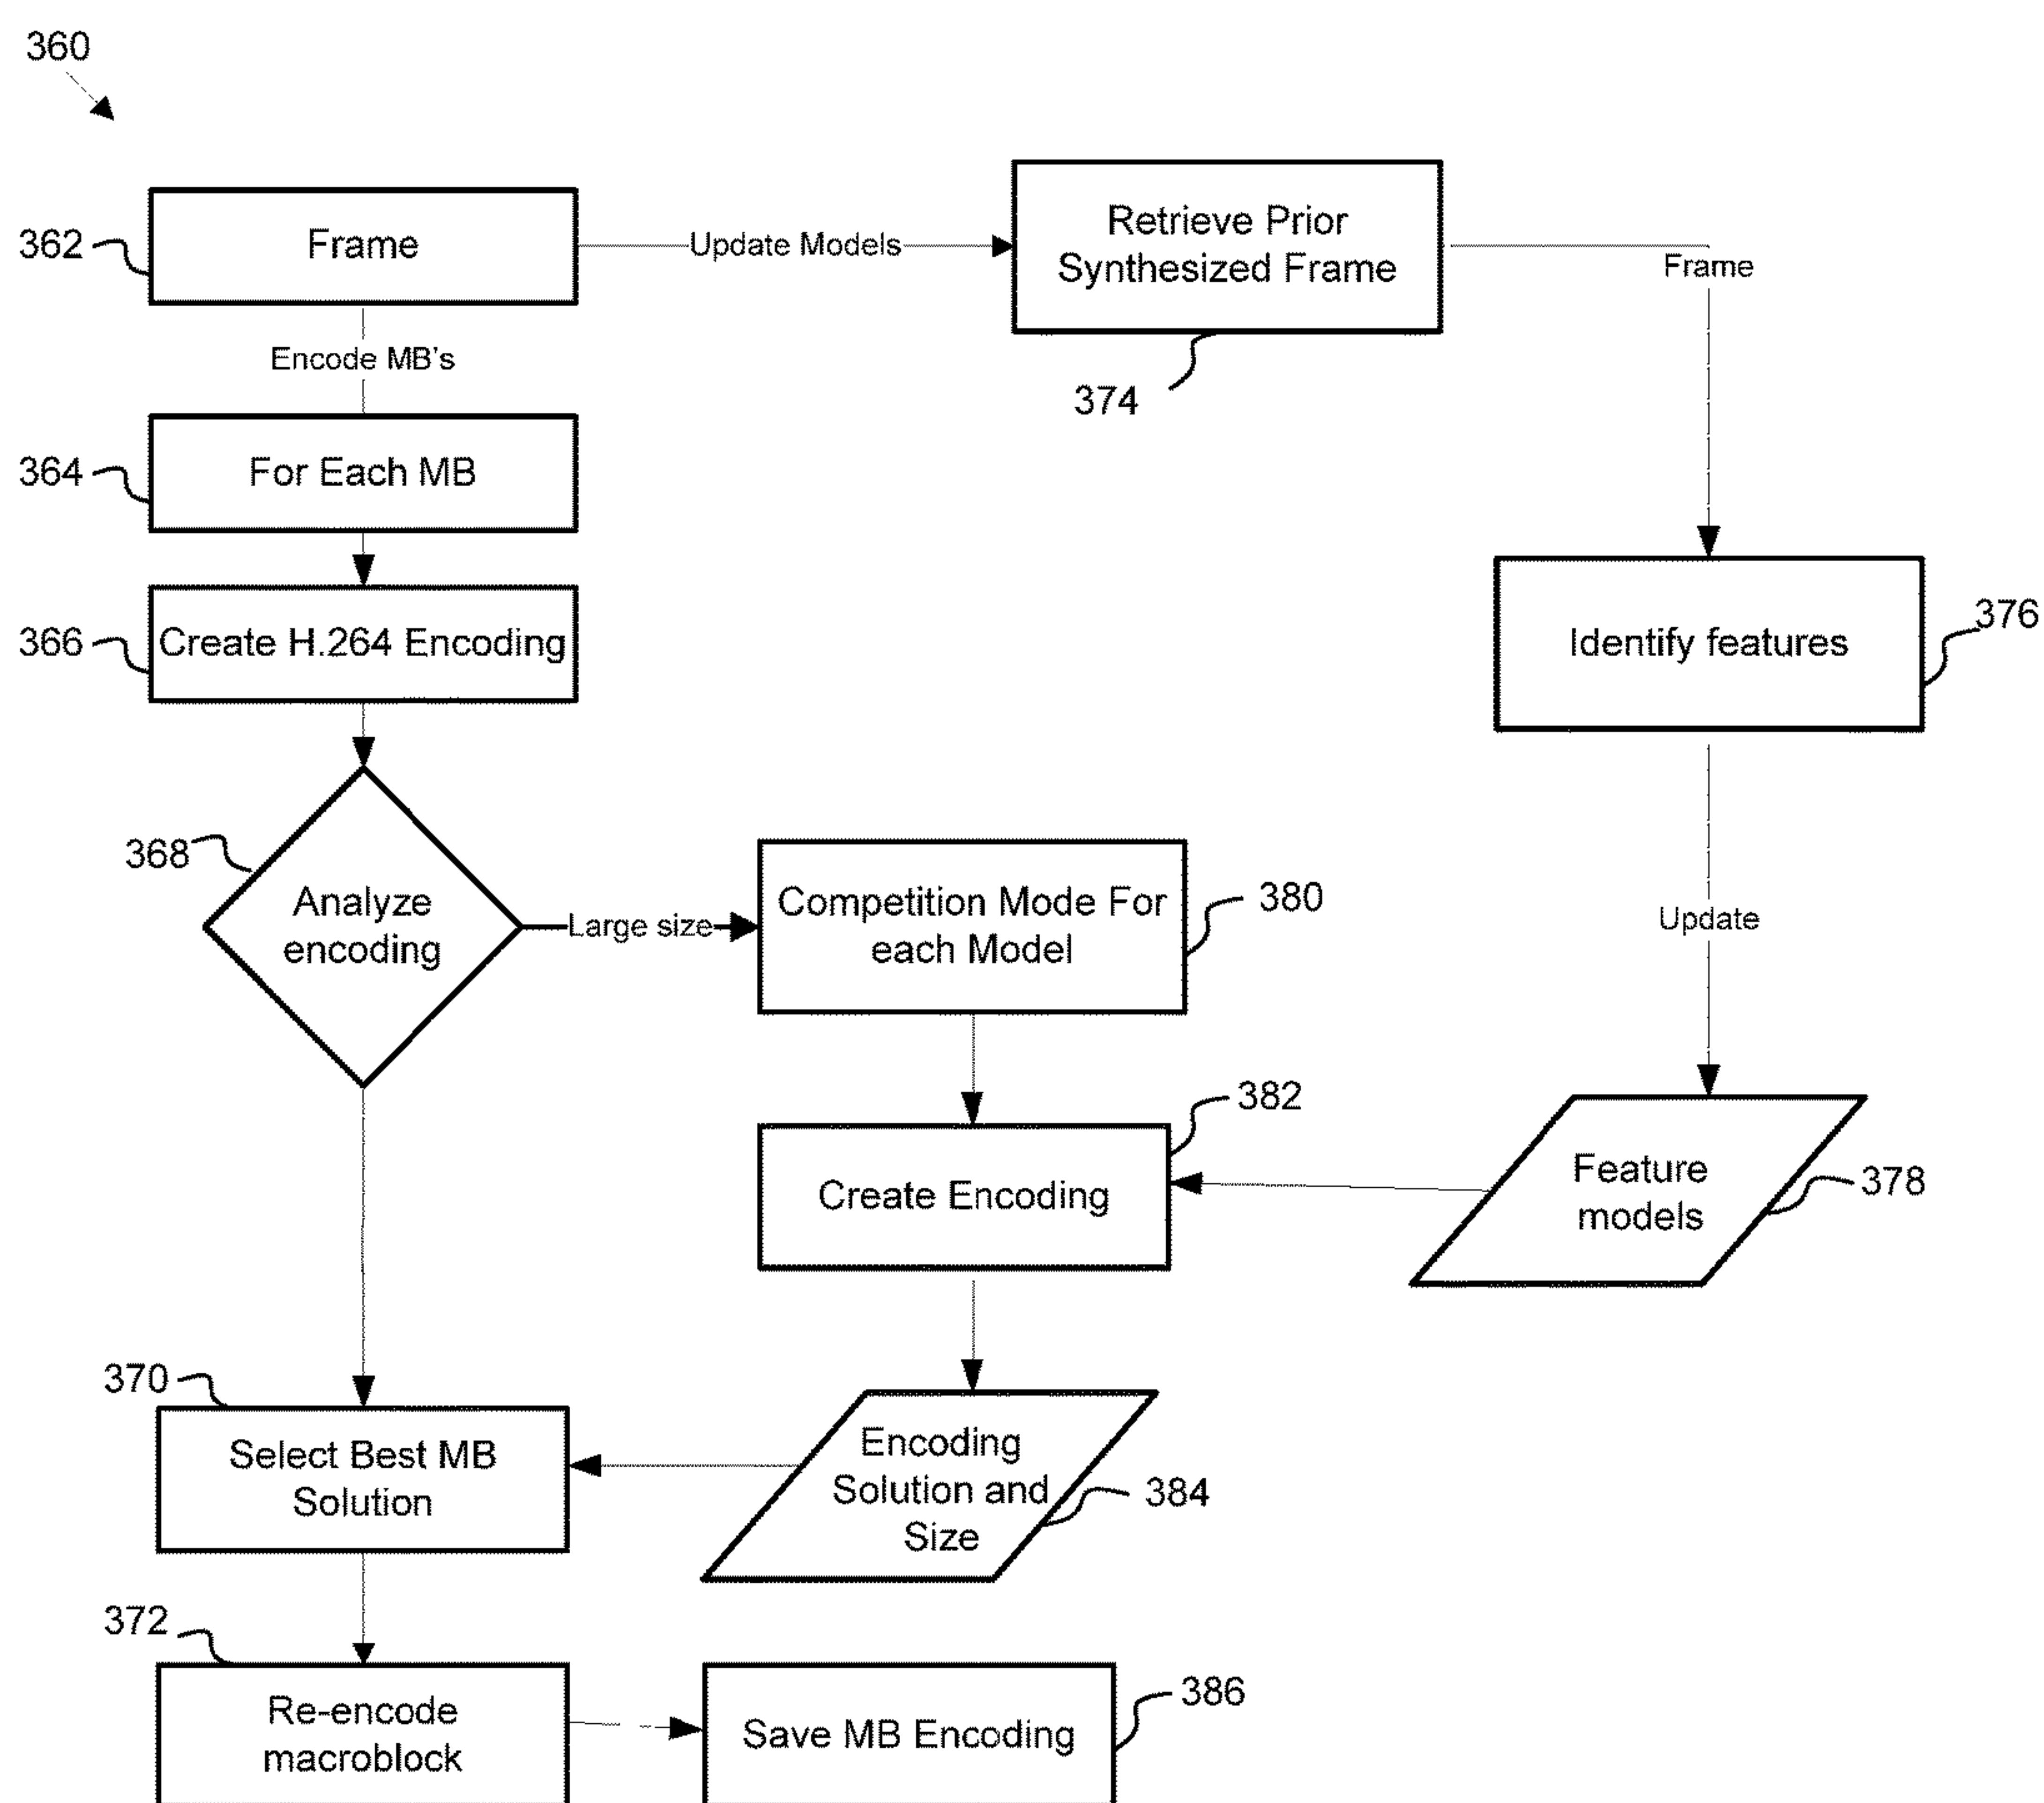 360
362
Frame
Update Models
Retrieve Prior
Synthesized Frame
Frame
374
Encode MB's
364
For Each MB
366
Create H.264 Encoding
Identify features
376
368
Analyze
encoding
Large size
Competition Mode For
each Model
380
Update
382
Create Encoding
Feature
models
378
370
Select Best MB
Solution
Encoding
Solution and
Size
384
372
Re-encode
macroblock
Save MB Encoding
386